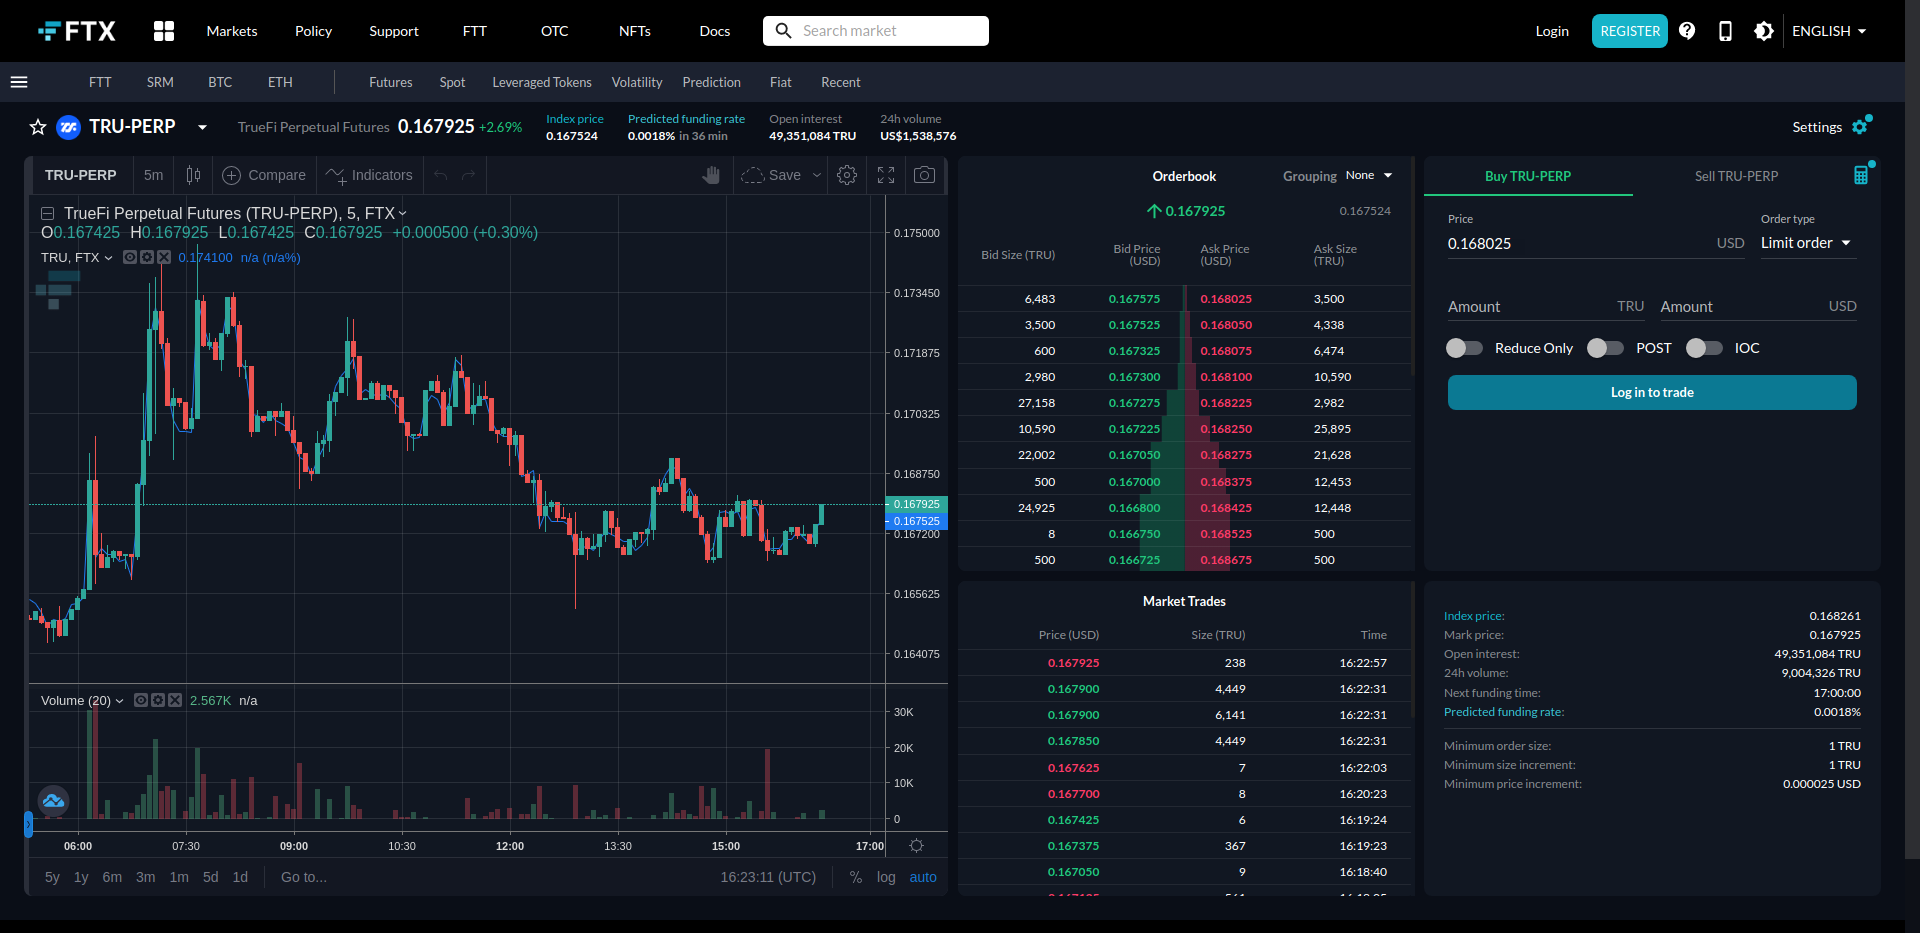 FTX Markets Policy Support FTT OTC NFTs Docs Search market Login REGISTER ENGLISH
FTT SRM BTC ETH Futures Spot Leveraged Tokens Volatility Prediction Fiat Recent
TRU-PERP TrueFi Perpetual Futures 0.167925 +2.69%
Index price
0.167524
Predicted funding rate
0.0018% in 36 min
Open interest
49,351,084 TRU
24h volume
US$1,538,576
Settings
TRU-PERP 5m Compare Indicators Save
TrueFi Perpetual Futures (TRU-PERP), 5, FTX
O0.167425 H0.167925 L0.167425 C0.167925 +0.000500 (+0.30%)
TRU, FTX 0.174100 n/a (n/a%)
0.175000
0.173450
0.171875
0.170325
0.168750
0.167925
0.167525
0.167200
0.165625
0.164075
Volume (20) 2.567K n/a
30K
20K
10K
0
06:00 07:30 09:00 10:30 12:00 13:30 15:00 17:00
5y 1y 6m 3m 1m 5d 1d Go to... 16:23:11 (UTC) % log auto
Orderbook Grouping None
0.167925 0.167524
Bid Size (TRU) Bid Price (USD) Ask Price (USD) Ask Size (TRU)
6,483 0.167575 0.168025 3,500
3,500 0.167525 0.168050 4,338
600 0.167325 0.168075 6,474
2,980 0.167300 0.168100 10,590
27,158 0.167275 0.168225 2,982
10,590 0.167225 0.168250 25,895
22,002 0.167050 0.168275 21,628
500 0.167000 0.168375 12,453
24,925 0.166800 0.168425 12,448
8 0.166750 0.168525 500
500 0.166725 0.168675 500
Market Trades
Price (USD) Size (TRU) Time
0.167925 238 16:22:57
0.167900 4,449 16:22:31
0.167900 6,141 16:22:31
0.167850 4,449 16:22:31
0.167625 7 16:22:03
0.167700 8 16:20:23
0.167425 6 16:19:24
0.167375 367 16:19:23
0.167050 9 16:18:40
Buy TRU-PERP Sell TRU-PERP
Price Order type
0.168025 USD Limit order
Amount TRU Amount USD
Reduce Only POST IOC
Log in to trade
Index price: 0.168261
Mark price: 0.167925
Open interest: 49,351,084 TRU
24h volume: 9,004,326 TRU
Next funding time: 17:00:00
Predicted funding rate: 0.0018%
Minimum order size: 1 TRU
Minimum size increment: 1 TRU
Minimum price increment: 0.000025 USD